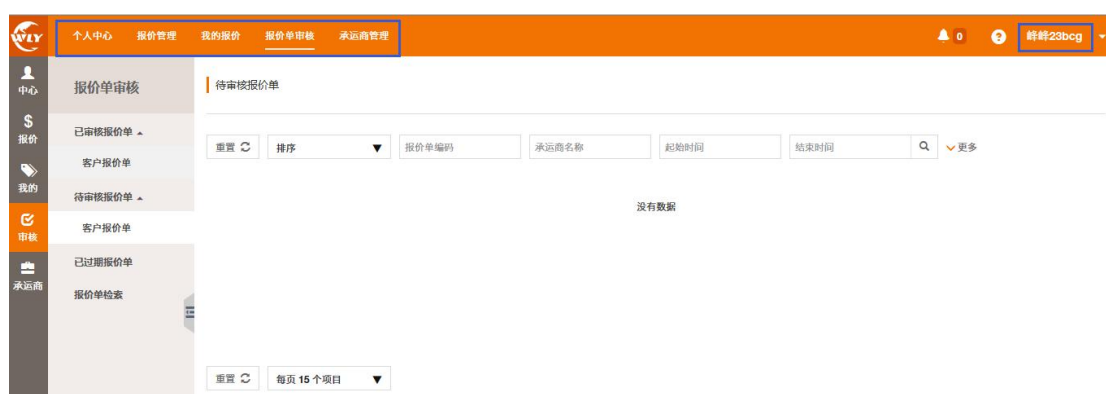 WLY 个人中心 报价管理 我的报价 报价单审核 承运商管理 0 ? 峰峰23bcg
中心
报价
我的
审核
承运商
报价单审核
已审核报价单
客户报价单
待审核报价单
客户报价单
已过期报价单
报价单检索
待审核报价单
重置 排序 报价单编码 承运商名称 起始时间 结束时间 更多
没有数据
重置 每页 15 个项目